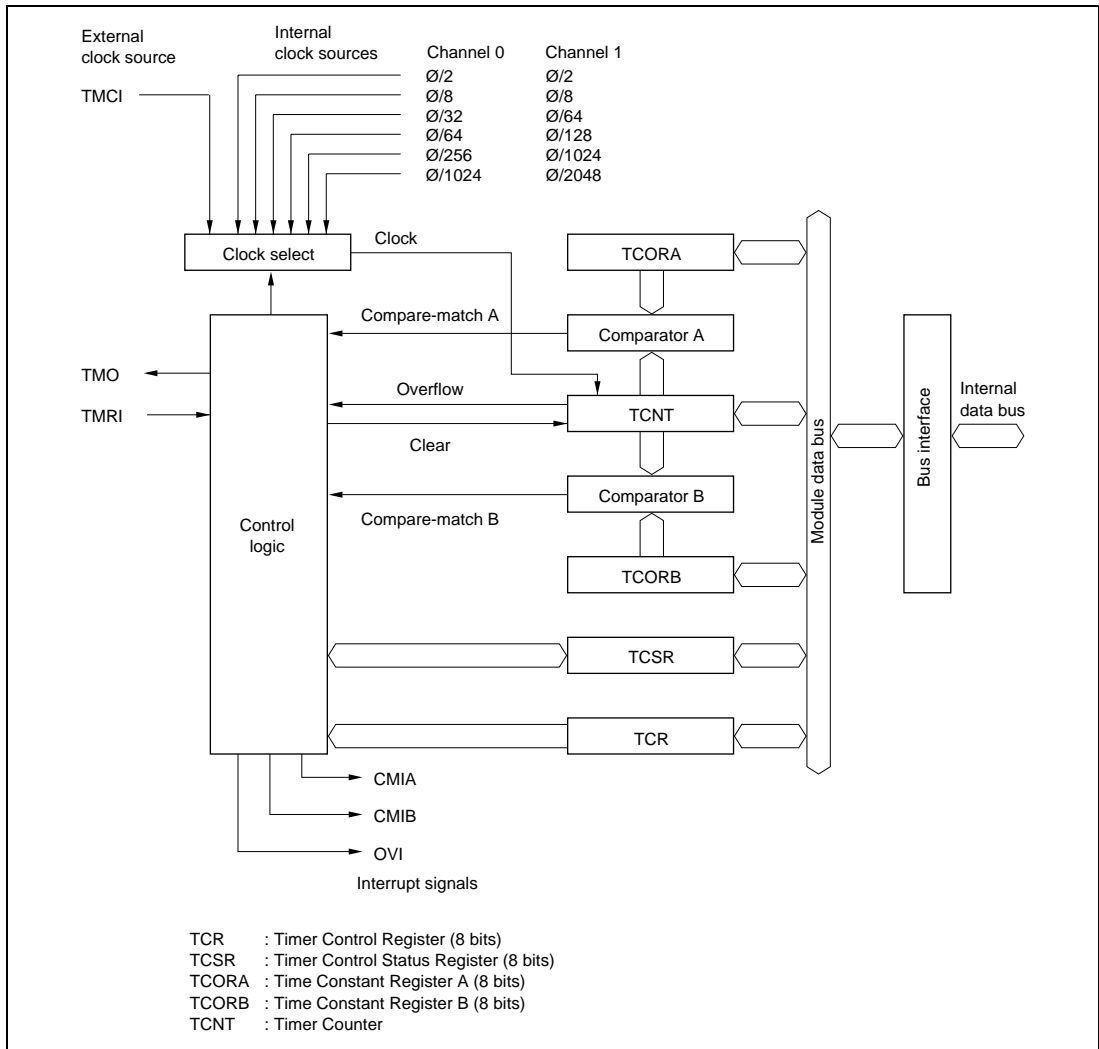 External
clock source
Internal
clock sources
Channel 0 Channel 1
TMCI
Ø/2 Ø/2
Ø/8 Ø/8
Ø/32 Ø/64
Ø/64 Ø/128
Ø/256 Ø/1024
Ø/1024 Ø/2048
Clock select
Clock
TCORA
Compare-match A
Comparator A
TMO
TMRI
Overflow
TCNT
Clear
Internal
data bus
Bus interface
Module data bus
Comparator B
Compare-match B
Control
logic
TCORB
TCSR
TCR
CMIA
CMIB
OVI
Interrupt signals
TCR : Timer Control Register (8 bits)
TCSR : Timer Control Status Register (8 bits)
TCORA : Time Constant Register A (8 bits)
TCORB : Time Constant Register B (8 bits)
TCNT : Timer Counter